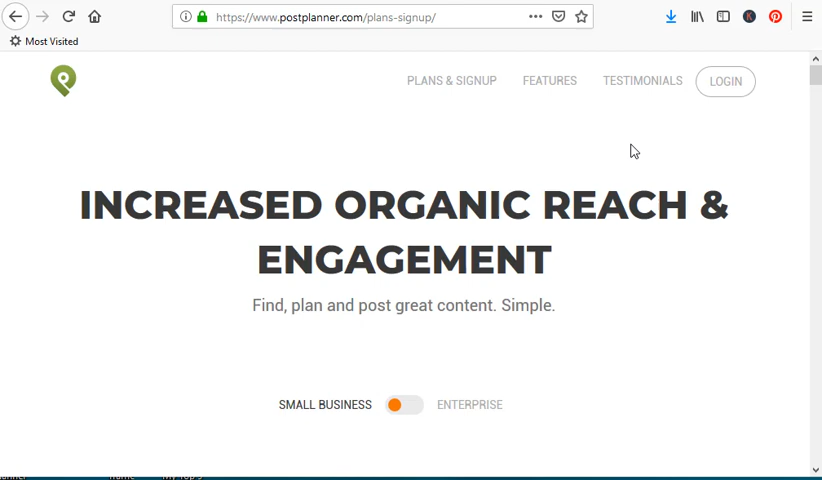 https://www.postplanner.com/plans-signup/
Most Visited
PLANS & SIGNUP FEATURES TESTIMONIALS LOGIN
INCREASED ORGANIC REACH &
ENGAGEMENT
Find, plan and post great content. Simple.
SMALL BUSINESS ENTERPRISE